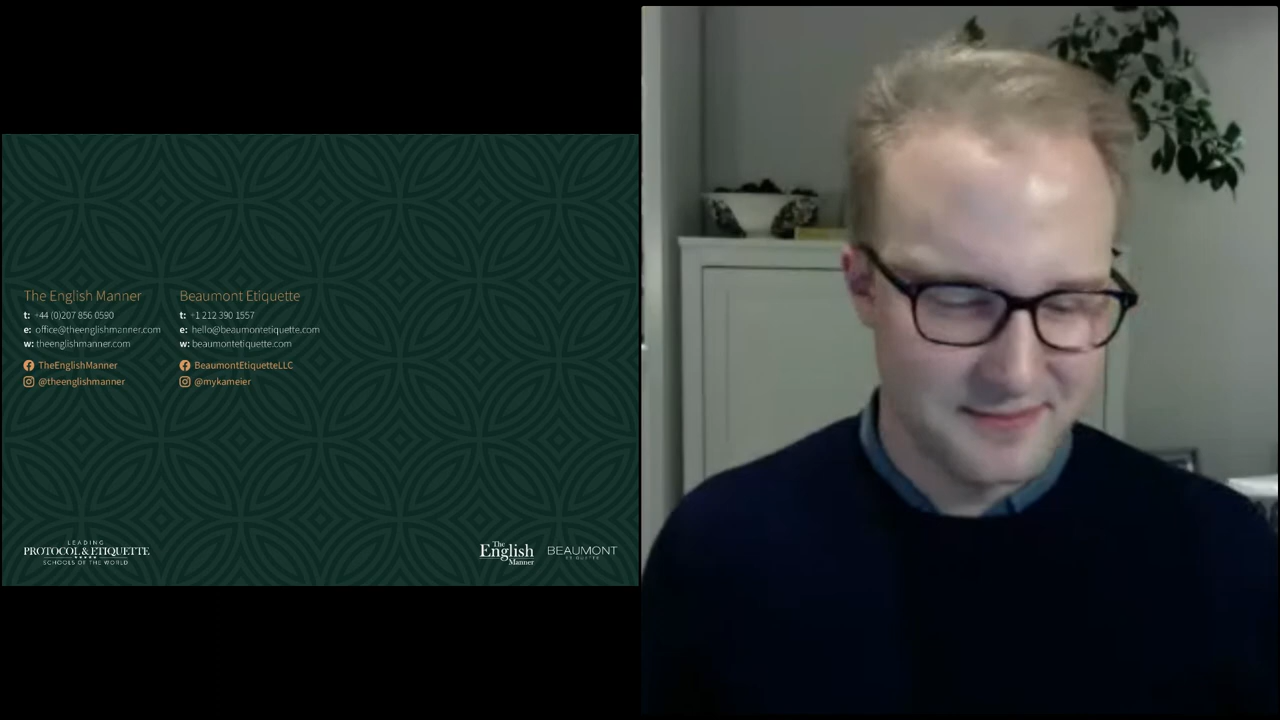 The English Manner
t: +44 (0)207 856 0590
e: office@theenglishmanner.com
w: theenglishmanner.com
TheEnglishManner
@theenglishmanner
Beaumont Etiquette
t: +1 212 390 1557
e: hello@beaumontetiquette.com
w: beaumontetiquette.com
BeaumontEtiquetteLLC
@mykameier
LEADING
PROTOCOL & ETIQUETTE
SCHOOLS OF THE WORLD
The
English
Manner
BEAUMONT
ETIQUETTE